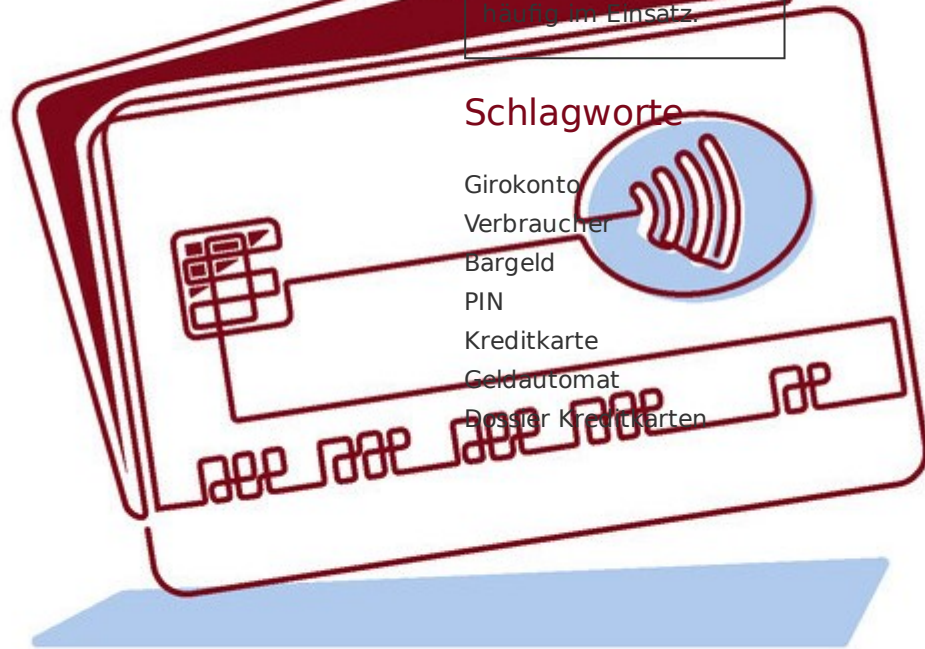 häufig im Einsatz.
Schlagworte
Girokonto
Verbraucher
Bargeld
PIN
Kreditkarte
Geldautomat
Dossier Kreditkarten